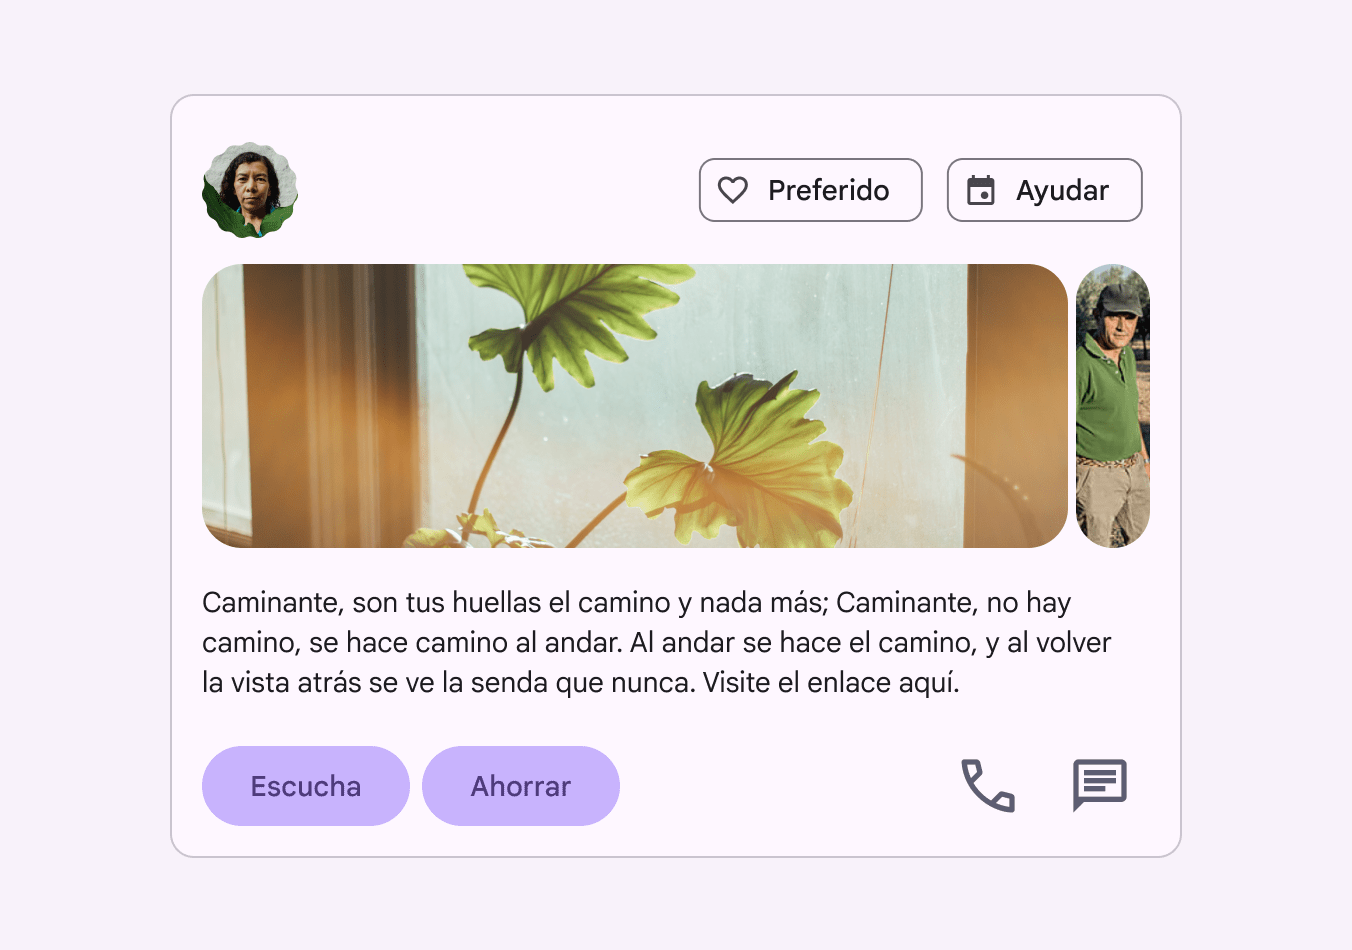 Preferido
Ayudar
Caminante, son tus huellas el camino y nada más; Caminante, no hay
camino, se hace camino al andar. Al andar se hace el camino, y al volver
la vista atrás se ve la senda que nunca. Visite el enlace aquí.
Escucha
Ahorrar